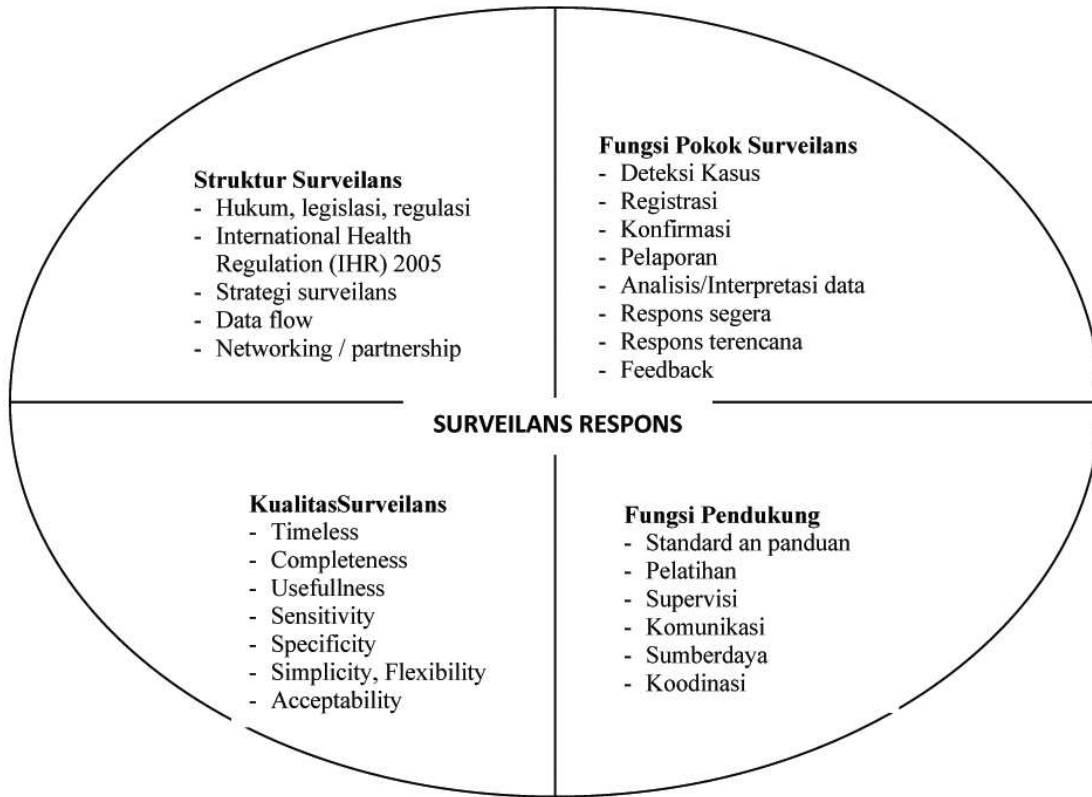 Struktur Surveilans
- Hukum, legislasi, regulasi
- International Health
Regulation (IHR) 2005
- Strategi surveilans
- Data flow
- Networking / partnership
Fungsi Pokok Surveilans
- Deteksi Kasus
- Registrasi
- Konfirmasi
- Pelaporan
- Analisis/Interpretasi data
- Respons segera
- Respons terencana
- Feedback
SURVEILANS RESPONS
KualitasSurveilans
- Timeless
- Completeness
- Usefullness
- Sensitivity
- Specificity
- Simplicity, Flexibility
- Acceptability
Fungsi Pendukung
- Standard an panduan
- Pelatihan
- Supervisi
- Komunikasi
- Sumberdaya
- Koodinasi